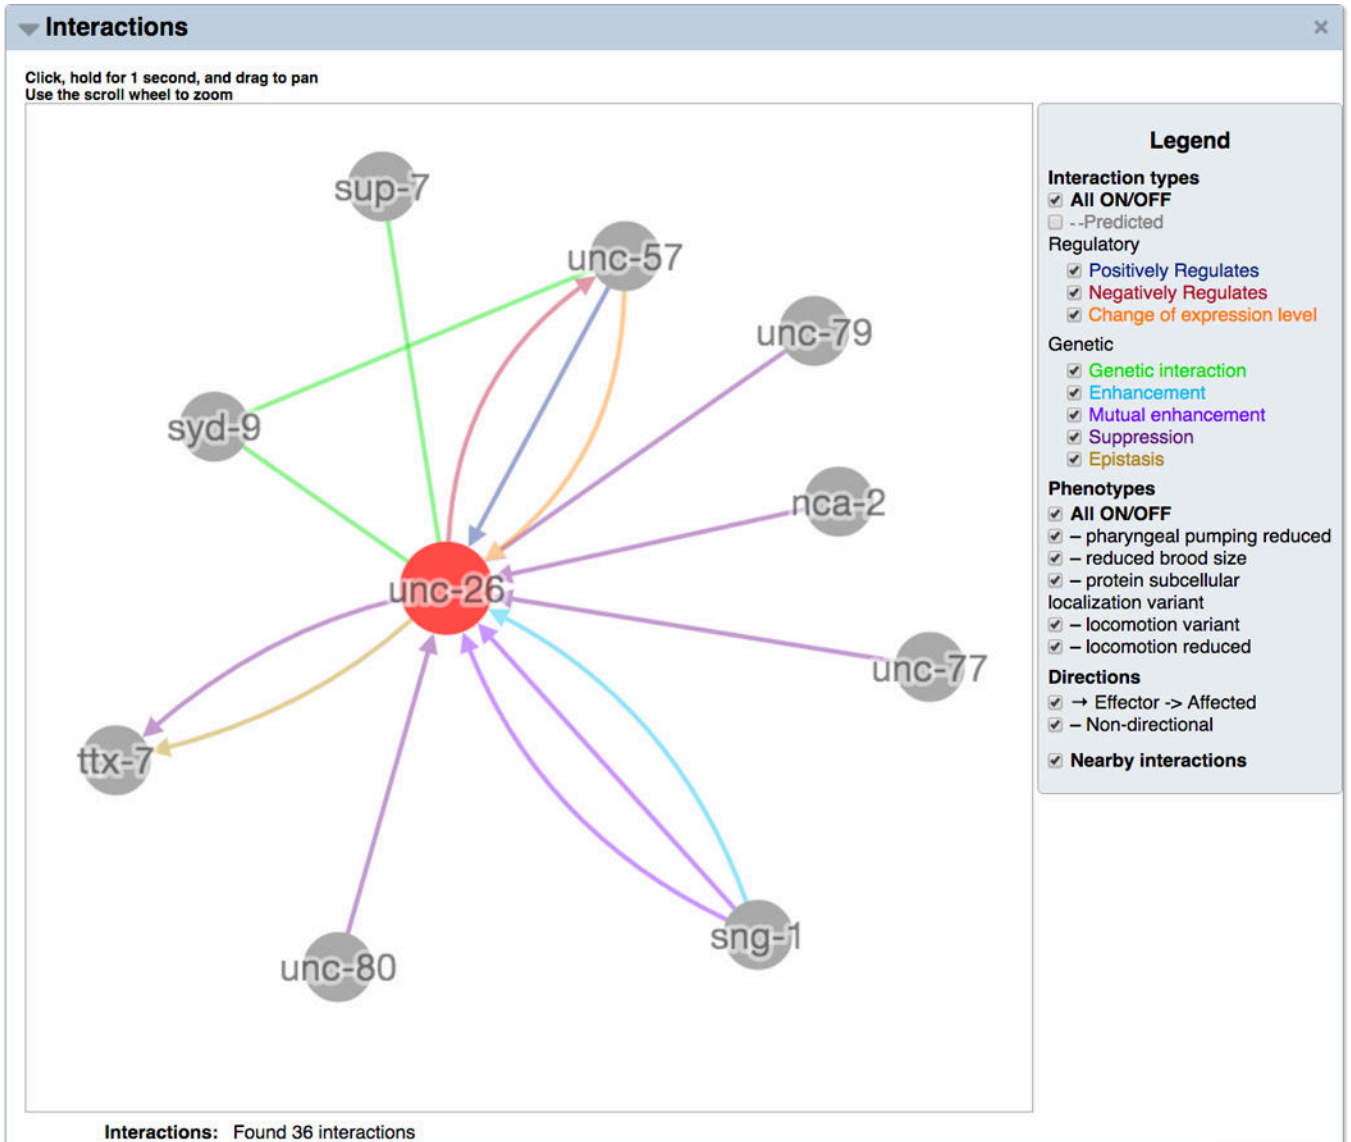 Interactions
Click, hold for 1 second, and drag to pan
Use the scroll wheel to zoom
sup-7
unc-57
unc-79
syd-9
nca-2
unc-26
unc-77
ttx-7
sng-1
unc-80
Legend
Interaction types
All ON/OFF
--Predicted
Regulatory
Positively Regulates
Negatively Regulates
Change of expression level
Genetic
Genetic interaction
Enhancement
Mutual enhancement
Suppression
Epistasis
Phenotypes
All ON/OFF
– pharyngeal pumping reduced
– reduced brood size
– protein subcellular
localization variant
– locomotion variant
– locomotion reduced
Directions
→ Effector -> Affected
– Non-directional
Nearby interactions
Interactions: Found 36 interactions